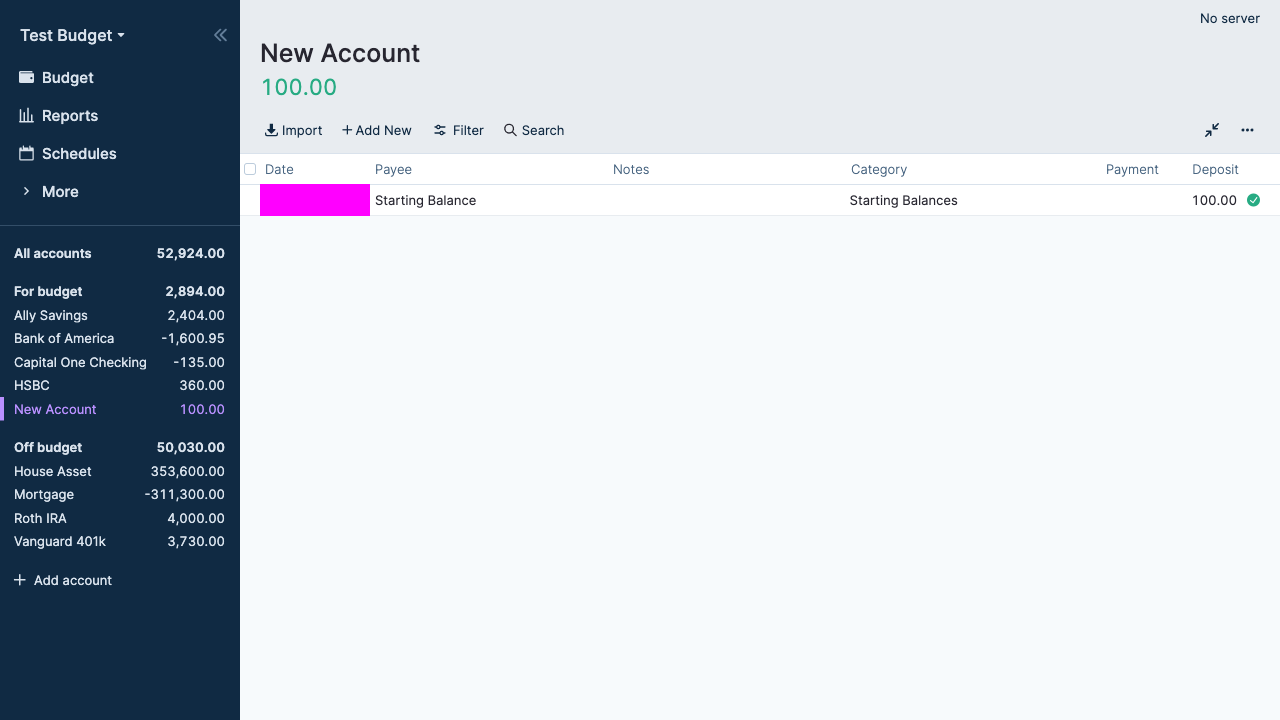 Test Budget
Budget
Reports
Schedules
More
All accounts 52,924.00
For budget 2,894.00
Ally Savings 2,404.00
Bank of America -1,600.95
Capital One Checking -135.00
HSBC 360.00
New Account 100.00
Off budget 50,030.00
House Asset 353,600.00
Mortgage -311,300.00
Roth IRA 4,000.00
Vanguard 401k 3,730.00
Add account
No server
New Account
100.00
Import Add New Filter Search
Date Payee Notes Category Payment Deposit
Starting Balance Starting Balances 100.00